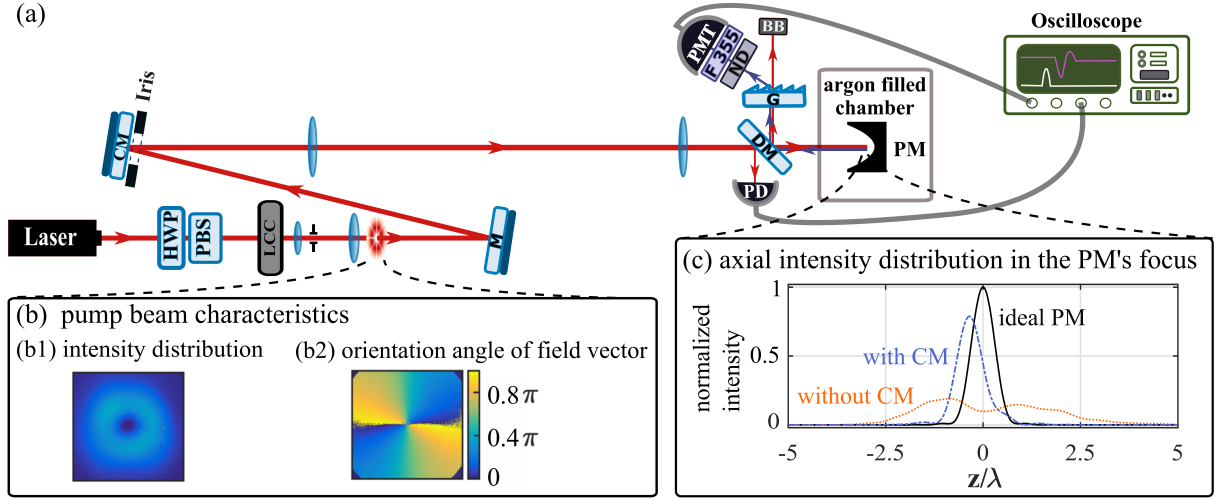 (a)
Iris
CM
Laser
HWP
PBS
LCC
M
PMT
F 355
ND
BB
G
DM
PD
argon filled
chamber
PM
Oscilloscope
(b) pump beam characteristics
(b1) intensity distribution
(b2) orientation angle of field vector
0.8 π
0.4 π
0
(c) axial intensity distribution in the PM's focus
normalized
intensity
1
0.5
0
ideal PM
with CM
without CM
-5
-2.5
0
2.5
5
z/λ